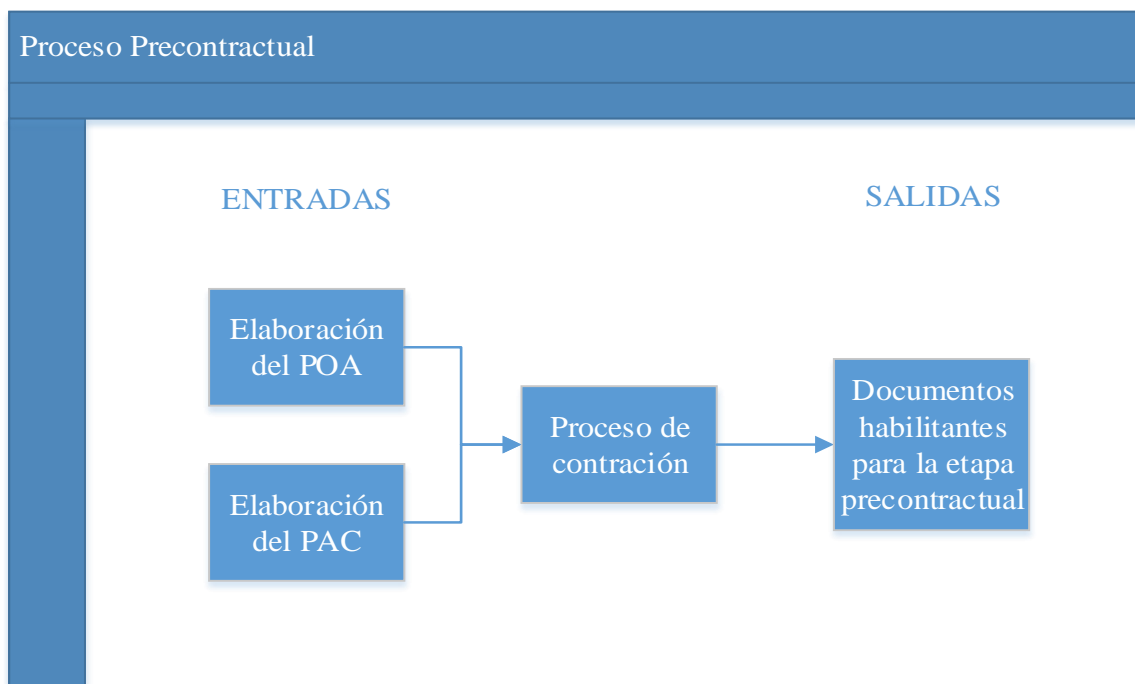 Proceso Precontractual
ENTRADAS
SALIDAS
Elaboración
del POA
Elaboración
del PAC
Proceso de
contración
Documentos
habilitantes
para la etapa
precontractual